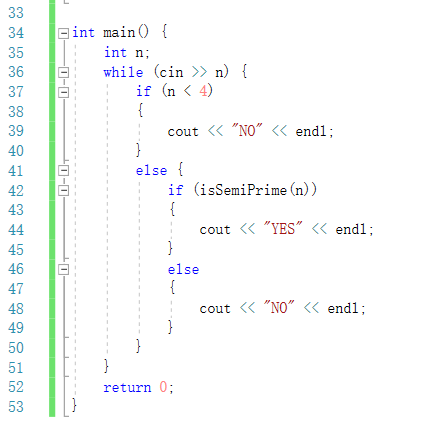 33
34 int main() {
35     int n;
36     while (cin >> n) {
37         if (n < 4)
38         {
39             cout << "NO" << endl;
40         }
41         else {
42             if (isSemiPrime(n))
43             {
44                 cout << "YES" << endl;
45             }
46             else
47             {
48                 cout << "NO" << endl;
49             }
50         }
51     }
52     return 0;
53 }